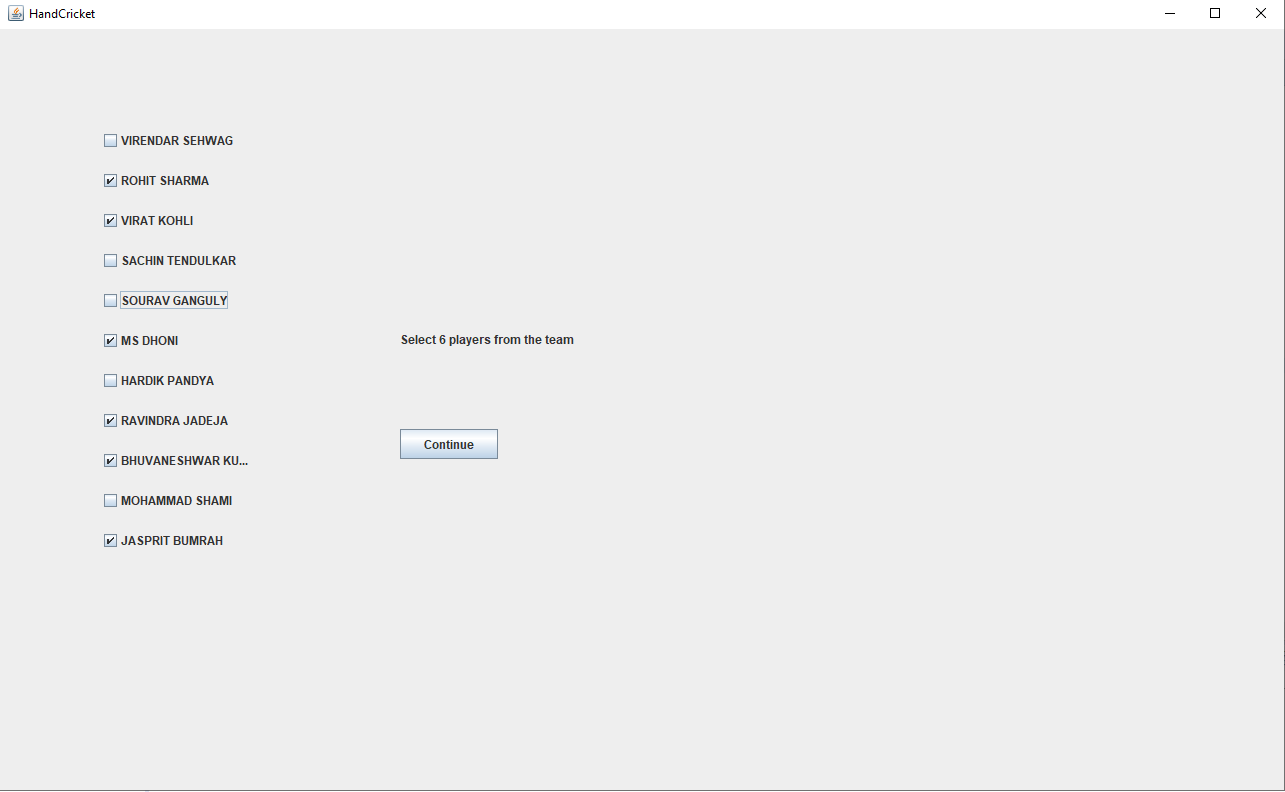 HandCricket
VIRENDAR SEHWAG
ROHIT SHARMA
VIRAT KOHLI
SACHIN TENDULKAR
SOURAV GANGULY
MS DHONI
Select 6 players from the team
HARDIK PANDYA
RAVINDRA JADEJA
Continue
BHUVANESHWAR KU...
MOHAMMAD SHAMI
JASPRIT BUMRAH